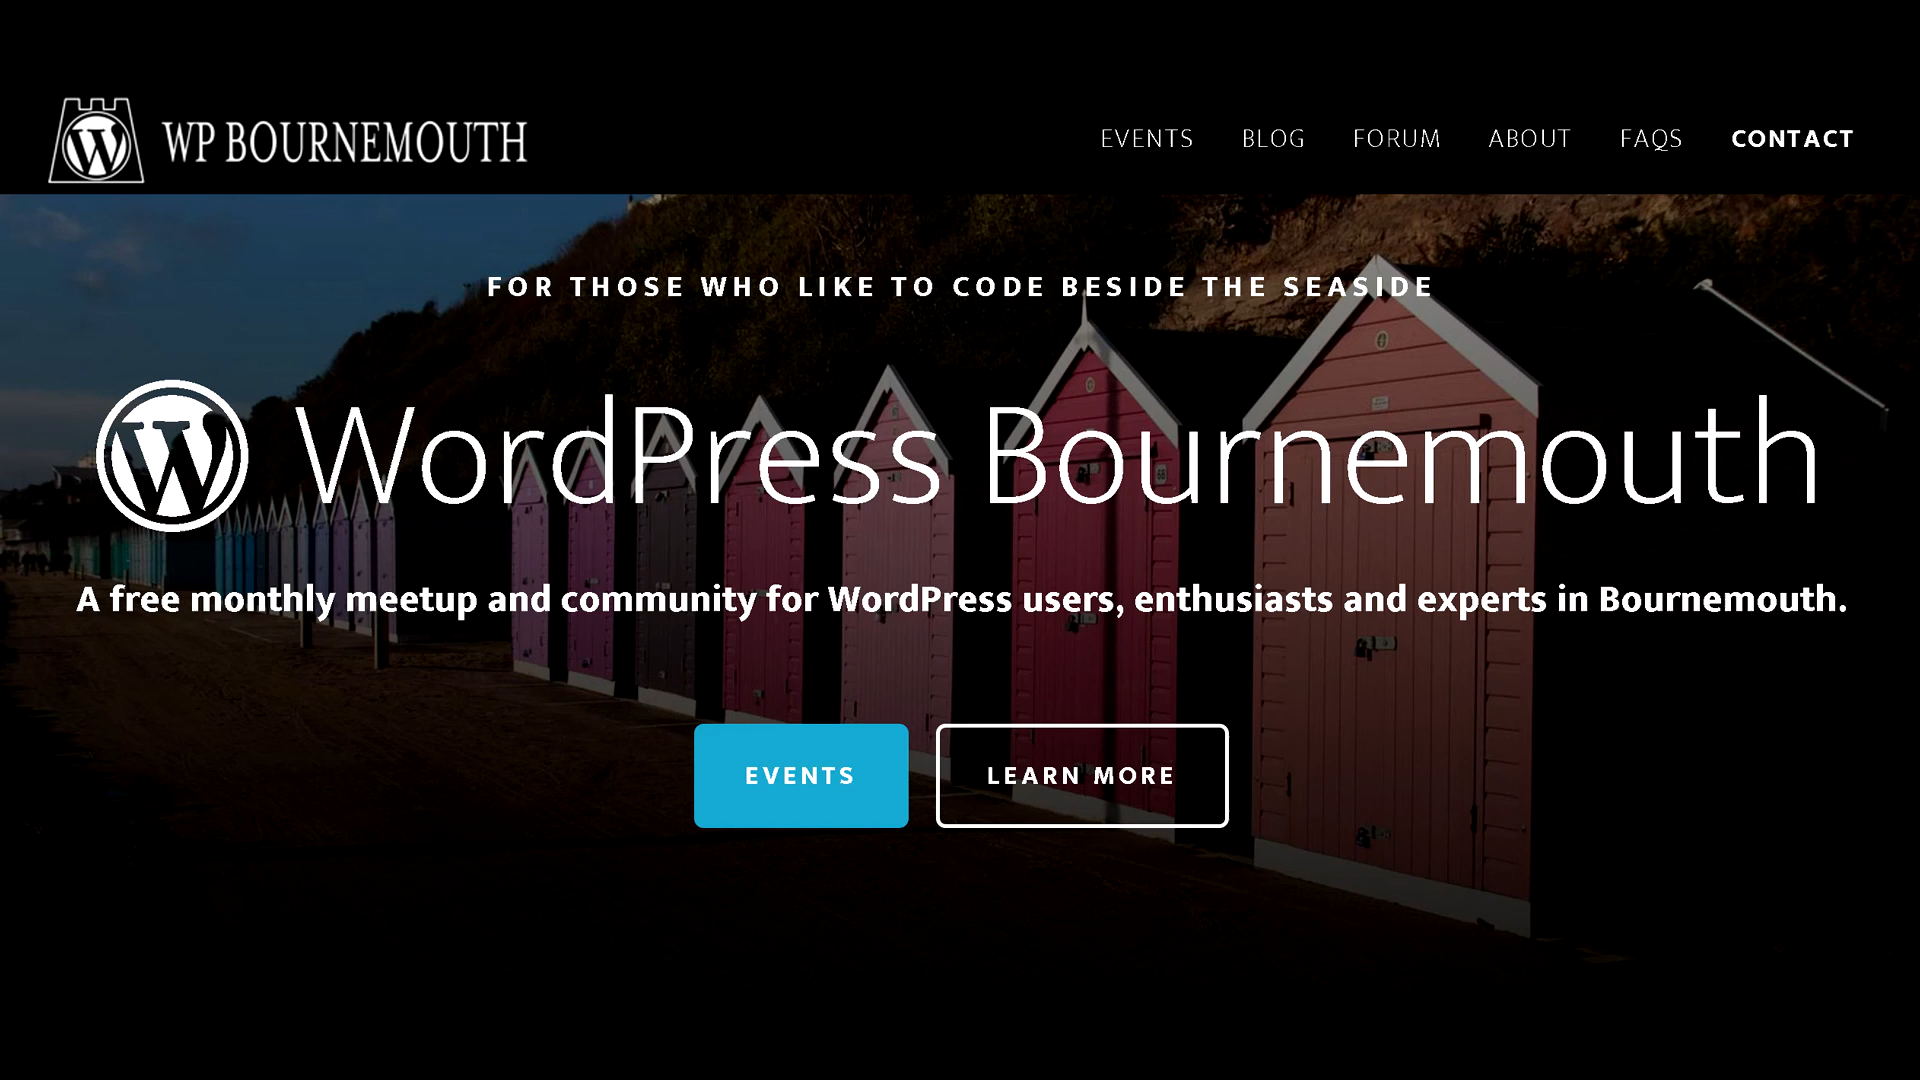 WP BOURNEMOUTH
EVENTS BLOG FORUM ABOUT FAQS CONTACT
FOR THOSE WHO LIKE TO CODE BESIDE THE SEASIDE
WordPress Bournemouth
A free monthly meetup and community for WordPress users, enthusiasts and experts in Bournemouth.
EVENTS
LEARN MORE